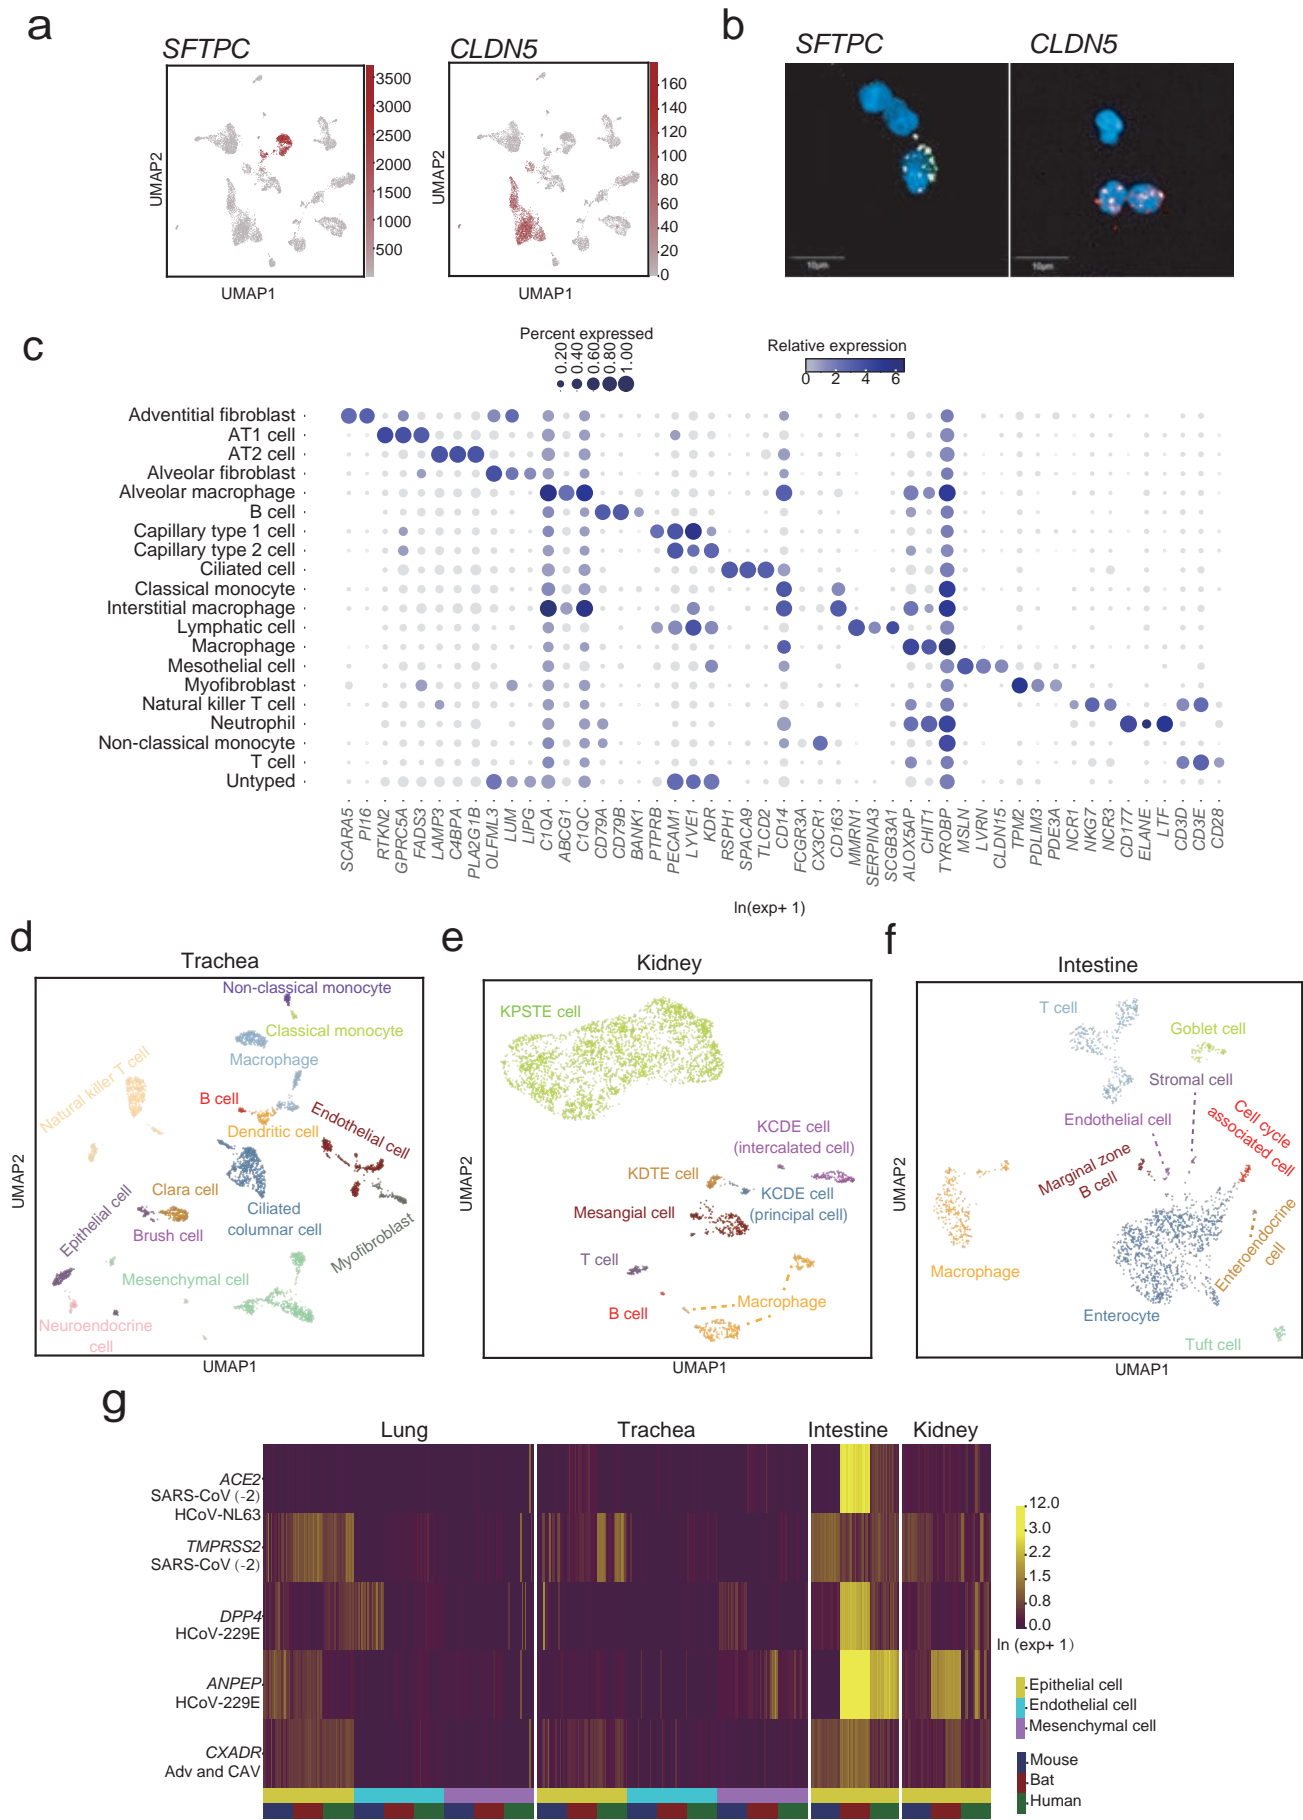 a
SFTPC
CLDN5
3500
3000
2500
2000
1500
1000
500
160
140
120
100
80
60
40
20
0
UMAP2
UMAP1
UMAP2
UMAP1
b
SFTPC
CLDN5
10μm
10μm
c
Percent expressed
0.20
0.40
0.60
0.80
1.00
Relative expression
0 2 4 6
Adventitial fibroblast
AT1 cell
AT2 cell
Alveolar fibroblast
Alveolar macrophage
B cell
Capillary type 1 cell
Capillary type 2 cell
Ciliated cell
Classical monocyte
Interstitial macrophage
Lymphatic cell
Macrophage
Mesothelial cell
Myofibroblast
Natural killer T cell
Neutrophil
Non-classical monocyte
T cell
Untyped
SCARA5
PI16
RTKN2
GPRC5A
FADS3
LAMP3
C4BPA
PLA2G1B
OLFML3
LUM
LIPG
C1QA
ABCG1
C1QC
CD79A
CD79B
BANK1
PTPRB
PECAM1
LYVE1
KDR
RSPH1
SPACA9
TLCD2
CD14
FCGR3A
CX3CR1
CD163
MMRN1
SERPINA3
SCGB3A1
ALOX5AP
CHIT1
TYROBP
MSLN
LVRN
CLDN15
TPM2
PDLIM3
PDE3A
NCR1
NKG7
NCR3
CD177
ELANE
LTF
CD3D
CD3E
CD28
ln(exp+ 1)
d
Trachea
Non-classical monocyte
Classical monocyte
Macrophage
Natural killer T cell
B cell
Dendritic cell
Endothelial cell
Clara cell
Epithelial cell
Brush cell
Ciliated
columnar cell
Myofibroblast
Mesenchymal cell
Neuroendocrine
cell
UMAP2
UMAP1
e
Kidney
KPSTE cell
KCDE cell
(intercalated cell)
KDTE cell
KCDE cell
(principal cell)
Mesangial cell
T cell
B cell
Macrophage
UMAP2
UMAP1
f
Intestine
T cell
Goblet cell
Stromal cell
Endothelial cell
Cell cycle
associated cell
Marginal zone
B cell
Enteroendocrine
cell
Macrophage
Enterocyte
Tuft cell
UMAP2
UMAP1
g
Lung
Trachea
Intestine
Kidney
ACE2
SARS-CoV (-2)
HCoV-NL63
TMPRSS2
SARS-CoV (-2)
DPP4
HCoV-229E
ANPEP
HCoV-229E
CXADR
Adv and CAV
12.0
3.0
2.2
1.5
0.8
0.0
ln (exp+ 1)
Epithelial cell
Endothelial cell
Mesenchymal cell
Mouse
Bat
Human